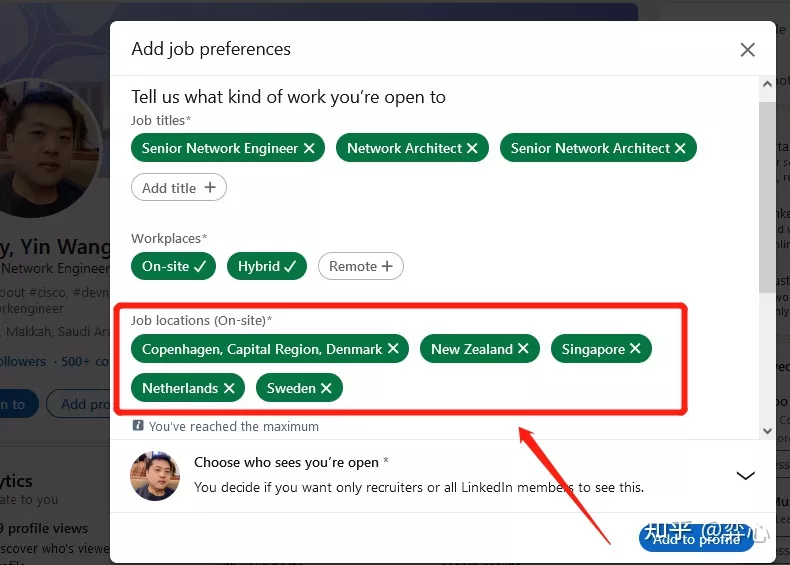 Add job preferences
Tell us what kind of work you’re open to
Job titles*
Senior Network Engineer
Network Architect
Senior Network Architect
Add title +
Workplaces*
On-site
Hybrid
Remote +
Job locations (On-site)*
Copenhagen, Capital Region, Denmark
New Zealand
Singapore
Netherlands
Sweden
You’ve reached the maximum
Choose who sees you’re open *
You decide if you want only recruiters or all LinkedIn members to see this.
Add to profile
知乎 @弈心
y, Yin Wang
Network Engineer
bout #cisco, #devn
rkengineer
, Makkah, Saudi Ar
ollowers · 500+ co
n to
Add pro
ytics
ate to you
9 profile views
scover who's viewe